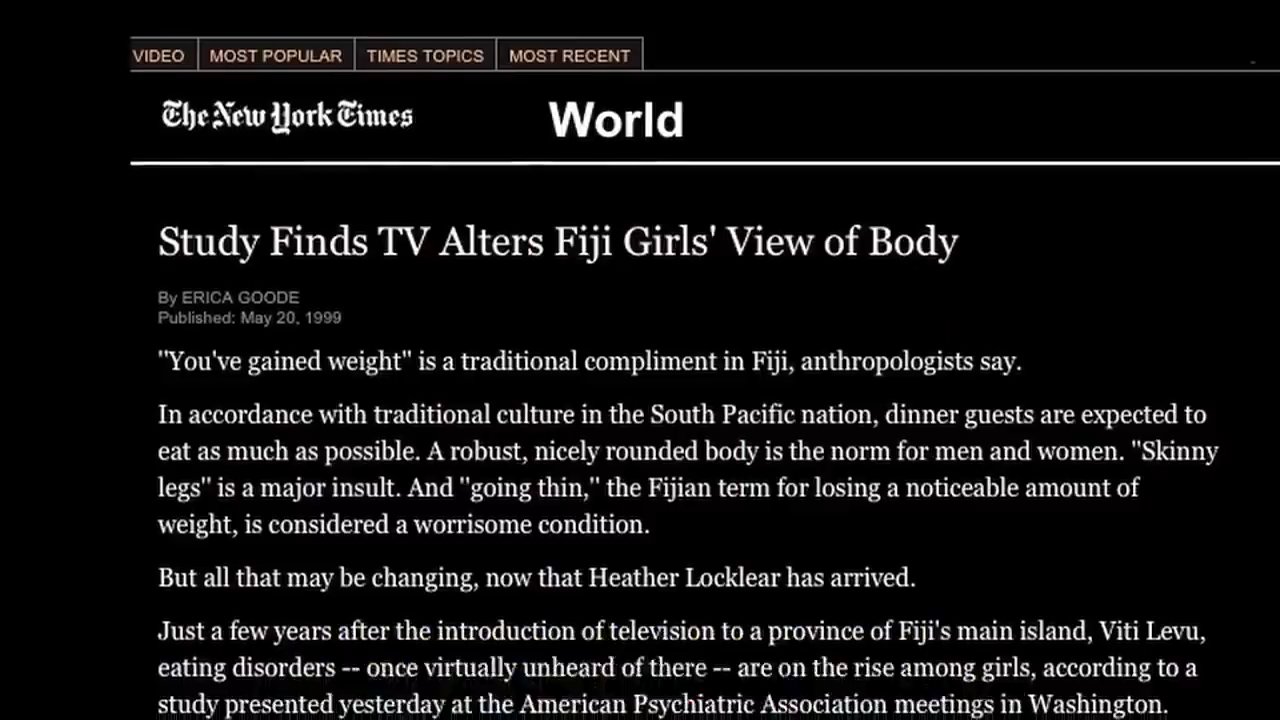 VIDEO MOST POPULAR TIMES TOPICS MOST RECENT
The New York Times World
Study Finds TV Alters Fiji Girls' View of Body
By ERICA GOODE
Published: May 20, 1999
"You've gained weight" is a traditional compliment in Fiji, anthropologists say.
In accordance with traditional culture in the South Pacific nation, dinner guests are expected to
eat as much as possible. A robust, nicely rounded body is the norm for men and women. "Skinny
legs" is a major insult. And "going thin," the Fijian term for losing a noticeable amount of
weight, is considered a worrisome condition.
But all that may be changing, now that Heather Locklear has arrived.
Just a few years after the introduction of television to a province of Fiji's main island, Viti Levu,
eating disorders -- once virtually unheard of there -- are on the rise among girls, according to a
study presented yesterday at the American Psychiatric Association meetings in Washington.